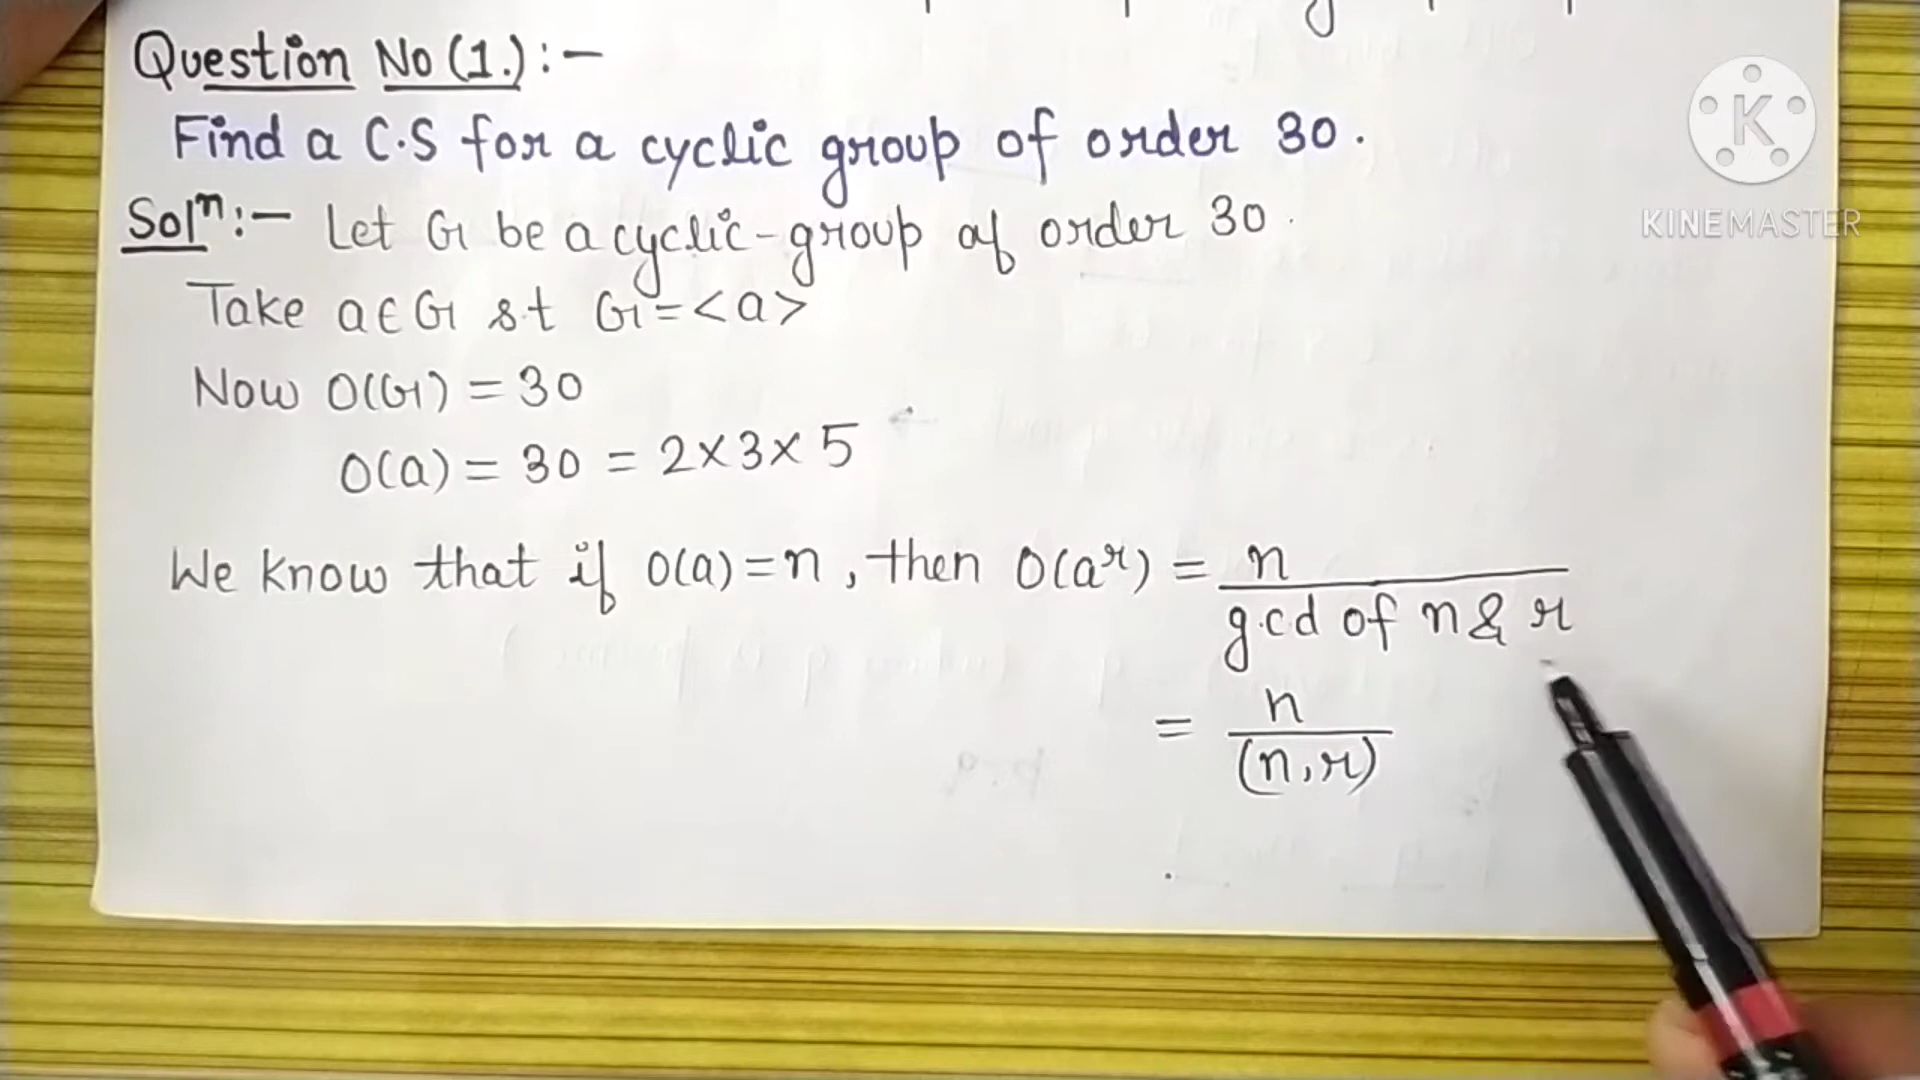 Question No (1.) :-
Find a C.S for a cyclic group of order 30.
Solⁿ :- Let G be a cyclic-group of order 30.
Take a∈G st G=<a>
Now O(G) = 30
O(a) = 30 = 2×3×5
We know that if O(a)=n, then O(aʳ) = n / g.c.d of n & r
= n / (n,r)
K
KINEMASTER